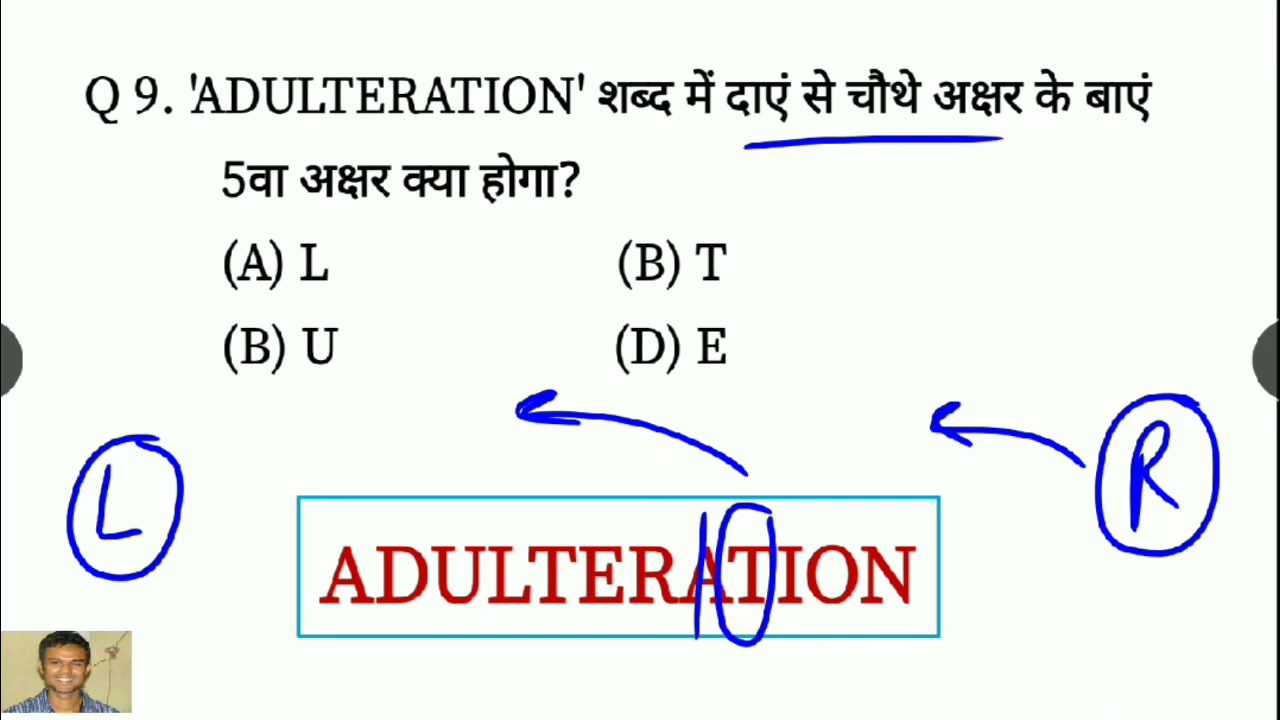 Q 9. 'ADULTERATION' शब्द में दाएं से चौथे अक्षर के बाएं
5वा अक्षर क्या होगा?
(A) L (B) T
(B) U (D) E
L R
ADULTERATION